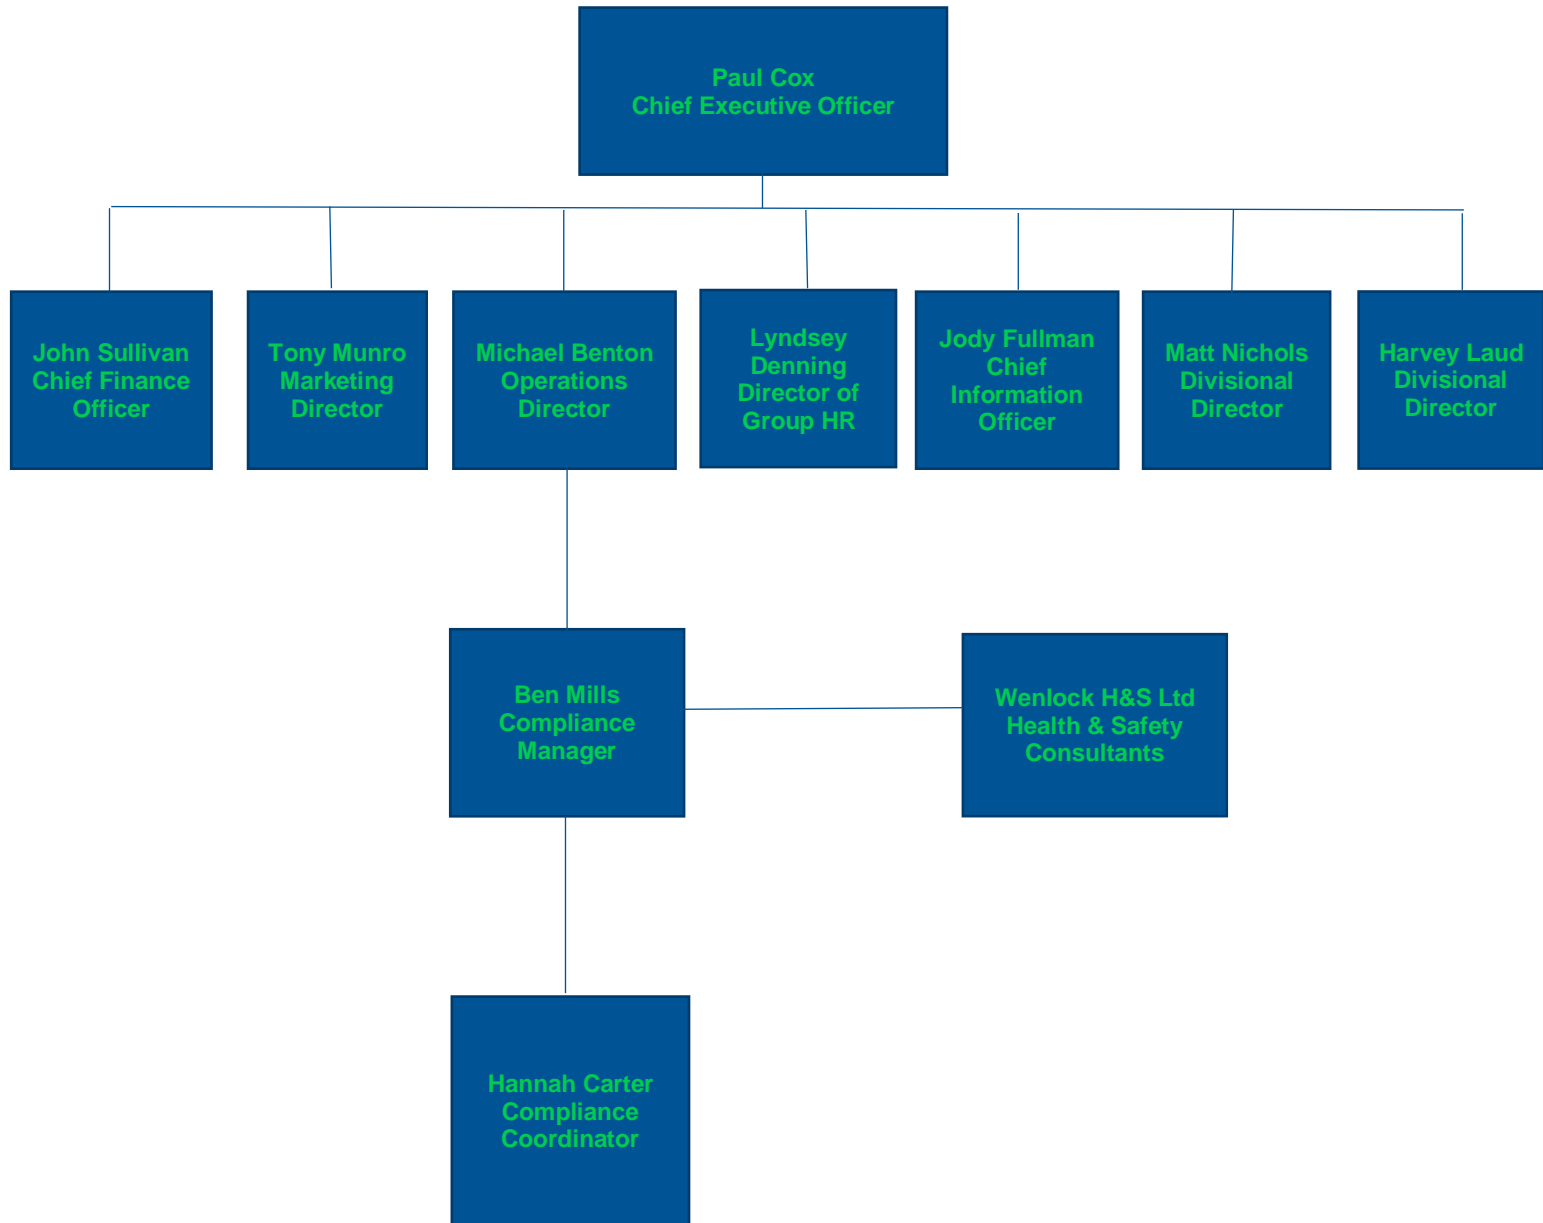 Paul Cox
Chief Executive Officer
John Sullivan
Chief Finance
Officer
Tony Munro
Marketing
Director
Michael Benton
Operations
Director
Lyndsey
Denning
Director of
Group HR
Jody Fullman
Chief
Information
Officer
Matt Nichols
Divisional
Director
Harvey Laud
Divisional
Director
Ben Mills
Compliance
Manager
Wenlock H&S Ltd
Health & Safety
Consultants
Hannah Carter
Compliance
Coordinator